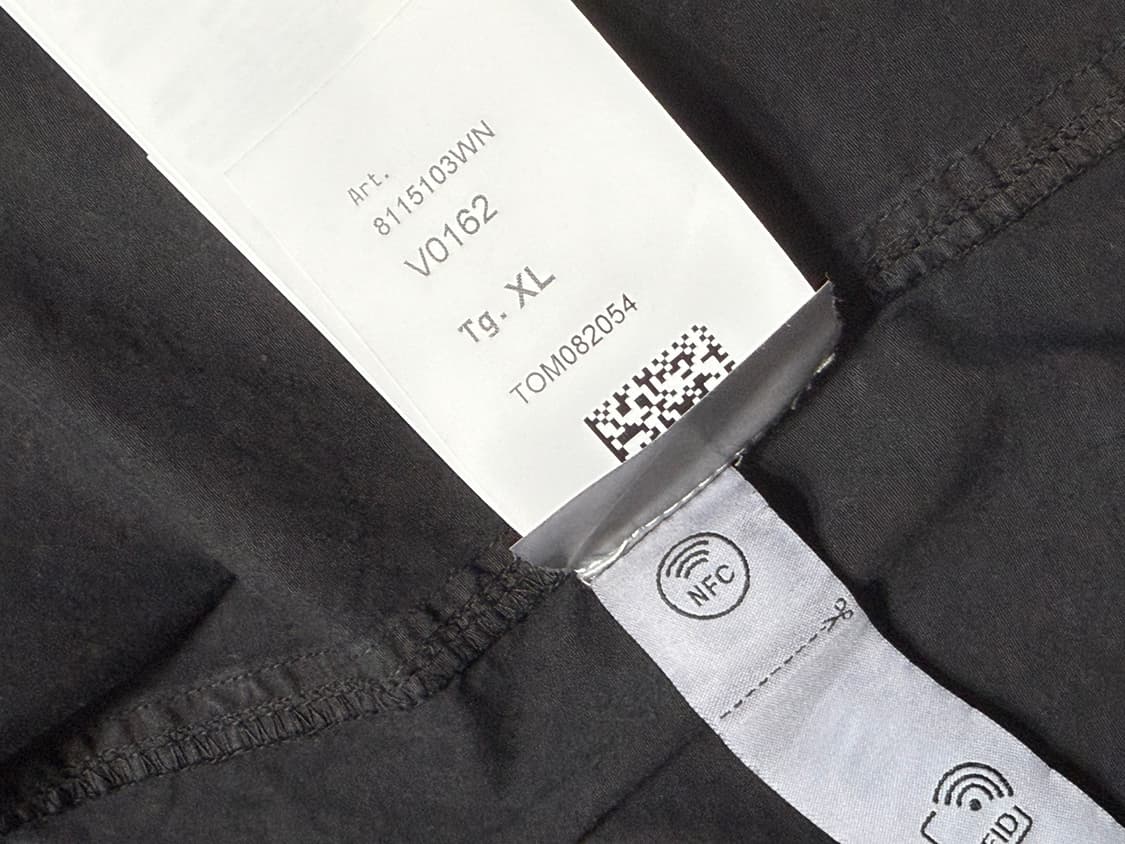 Art.
8115103WN
V0162
Tg. XL
TOM082054
NFC